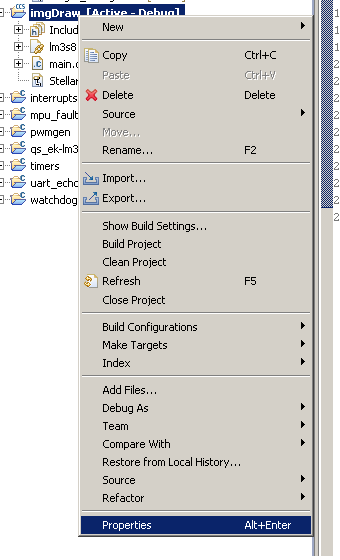 imgDraw [Active - Debug]
New
Includ
Copy Ctrl+C
lm3s8
Paste Ctrl+V
main.c
Stellar
Delete Delete
interrupts
Source
mpu_fault
Move...
pwmgen
Rename... F2
qs_ek-lm3
timers
Import...
uart_echo
Export...
watchdog
Show Build Settings...
Build Project
Clean Project
Refresh F5
Close Project
Build Configurations
Make Targets
Index
Add Files...
Debug As
Team
Compare With
Restore from Local History...
Source
Refactor
Properties Alt+Enter